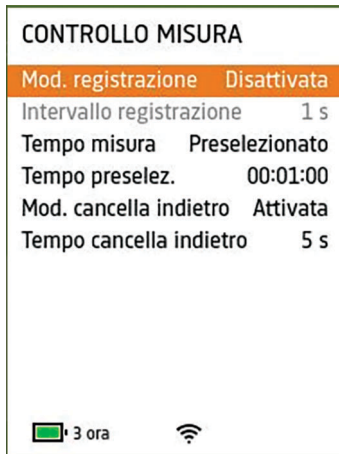 CONTROLLO MISURA
Mod. registrazione Disattivata
Intervallo registrazione 1 s
Tempo misura Preselezionato
Tempo preselez. 00:01:00
Mod. cancella indietro Attivata
Tempo cancella indietro 5 s
3 ora